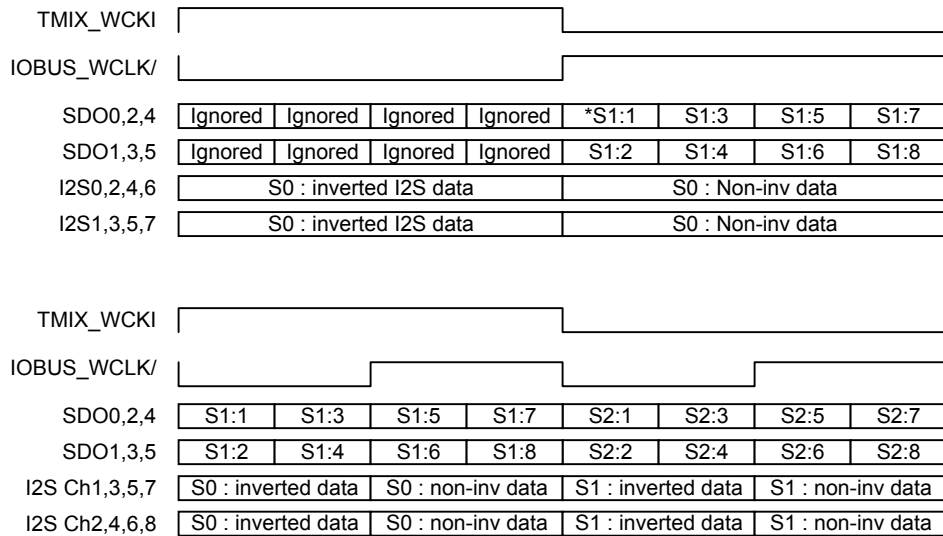 TMIX_WCKI
IOBUS_WCLK/
SDO0,2,4 Ignored Ignored Ignored Ignored *S1:1 S1:3 S1:5 S1:7
SDO1,3,5 Ignored Ignored Ignored Ignored S1:2 S1:4 S1:6 S1:8
I2S0,2,4,6 S0 : inverted I2S data S0 : Non-inv data
I2S1,3,5,7 S0 : inverted I2S data S0 : Non-inv data
TMIX_WCKI
IOBUS_WCLK/
SDO0,2,4 S1:1 S1:3 S1:5 S1:7 S2:1 S2:3 S2:5 S2:7
SDO1,3,5 S1:2 S1:4 S1:6 S1:8 S2:2 S2:4 S2:6 S2:8
I2S Ch1,3,5,7 S0 : inverted data S0 : non-inv data S1 : inverted data S1 : non-inv data
I2S Ch2,4,6,8 S0 : inverted data S0 : non-inv data S1 : inverted data S1 : non-inv data